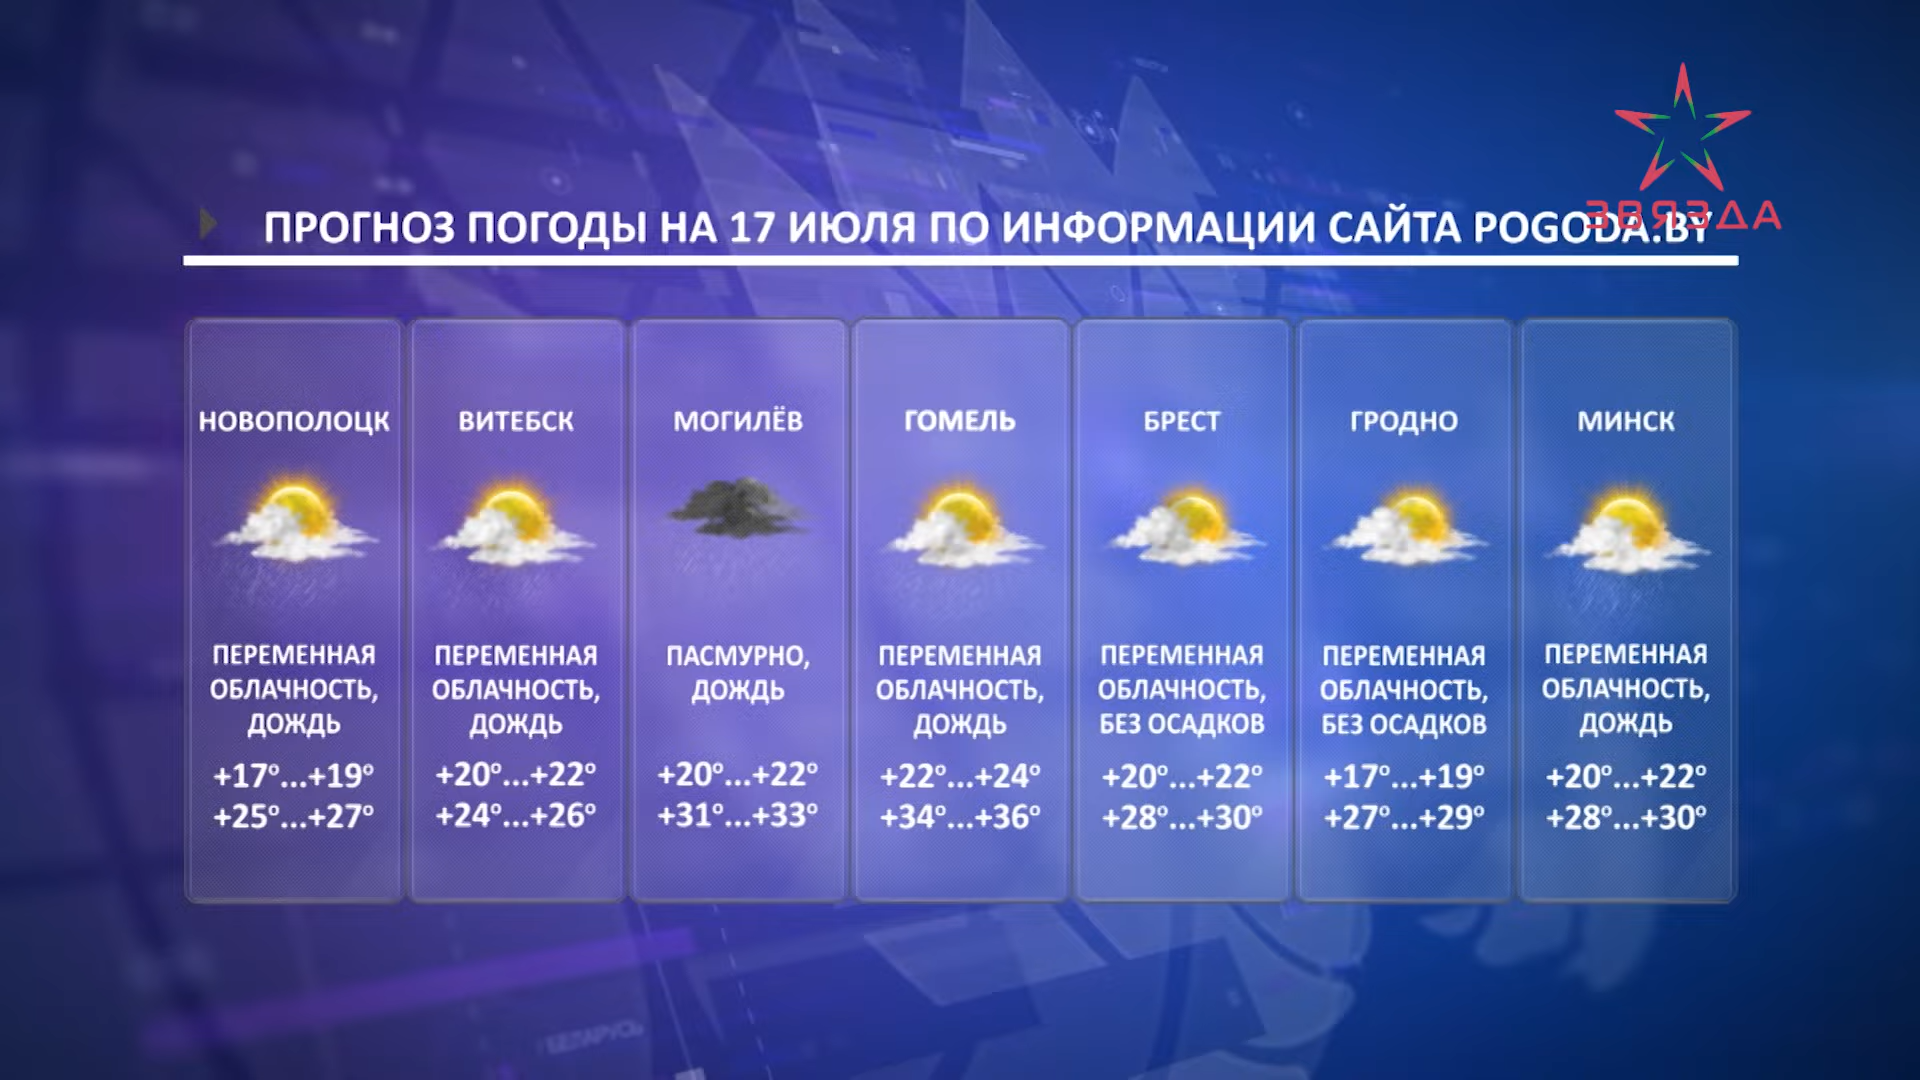 ЗВЯЗДА
ПРОГНОЗ ПОГОДЫ НА 17 ИЮЛЯ ПО ИНФОРМАЦИИ САЙТА POGODA.BY
НОВОПОЛОЦК
ПЕРЕМЕННАЯ
ОБЛАЧНОСТЬ,
ДОЖДЬ
+17°...+19°
+25°...+27°
ВИТЕБСК
ПЕРЕМЕННАЯ
ОБЛАЧНОСТЬ,
ДОЖДЬ
+20°...+22°
+24°...+26°
МОГИЛЁВ
ПАСМУРНО,
ДОЖДЬ
+20°...+22°
+31°...+33°
ГОМЕЛЬ
ПЕРЕМЕННАЯ
ОБЛАЧНОСТЬ,
ДОЖДЬ
+22°...+24°
+34°...+36°
БРЕСТ
ПЕРЕМЕННАЯ
ОБЛАЧНОСТЬ,
БЕЗ ОСАДКОВ
+20°...+22°
+28°...+30°
ГРОДНО
ПЕРЕМЕННАЯ
ОБЛАЧНОСТЬ,
БЕЗ ОСАДКОВ
+17°...+19°
+27°...+29°
МИНСК
ПЕРЕМЕННАЯ
ОБЛАЧНОСТЬ,
ДОЖДЬ
+20°...+22°
+28°...+30°